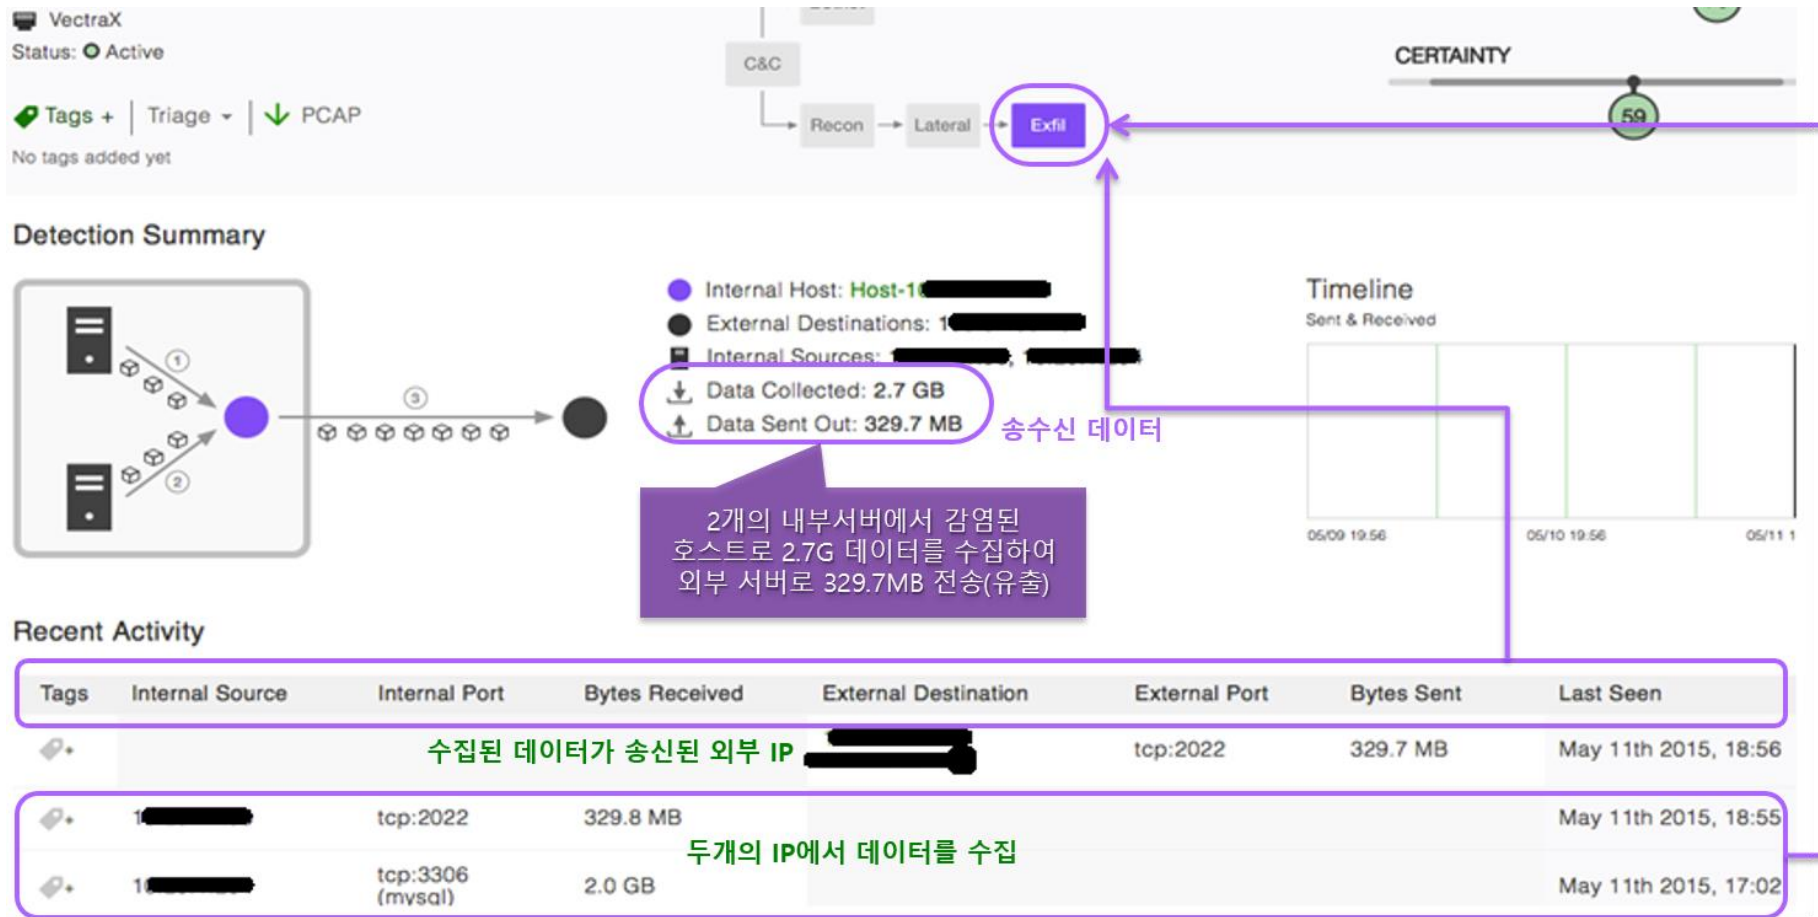 VectraX
Status: Active
Tags +
Triage
PCAP
No tags added yet
C&C
Recon
Lateral
Exfil
CERTAINTY
59
Detection Summary
1
2
3
Internal Host: Host-1
External Destinations: 1
Internal Sources:
Data Collected: 2.7 GB
Data Sent Out: 329.7 MB
송수신 데이터
2개의 내부서버에서 감염된
호스트로 2.7G 데이터를 수집하여
외부 서버로 329.7MB 전송(유출)
Timeline
Sent & Received
05/09 19:56
05/10 19:56
05/11 1
Recent Activity
Tags Internal Source Internal Port Bytes Received External Destination External Port Bytes Sent Last Seen
수집된 데이터가 송신된 외부 IP
tcp:2022 329.7 MB May 11th 2015, 18:56
1 tcp:2022 329.8 MB May 11th 2015, 18:55
두개의 IP에서 데이터를 수집
1 tcp:3306 2.0 GB May 11th 2015, 17:02
(mysql)